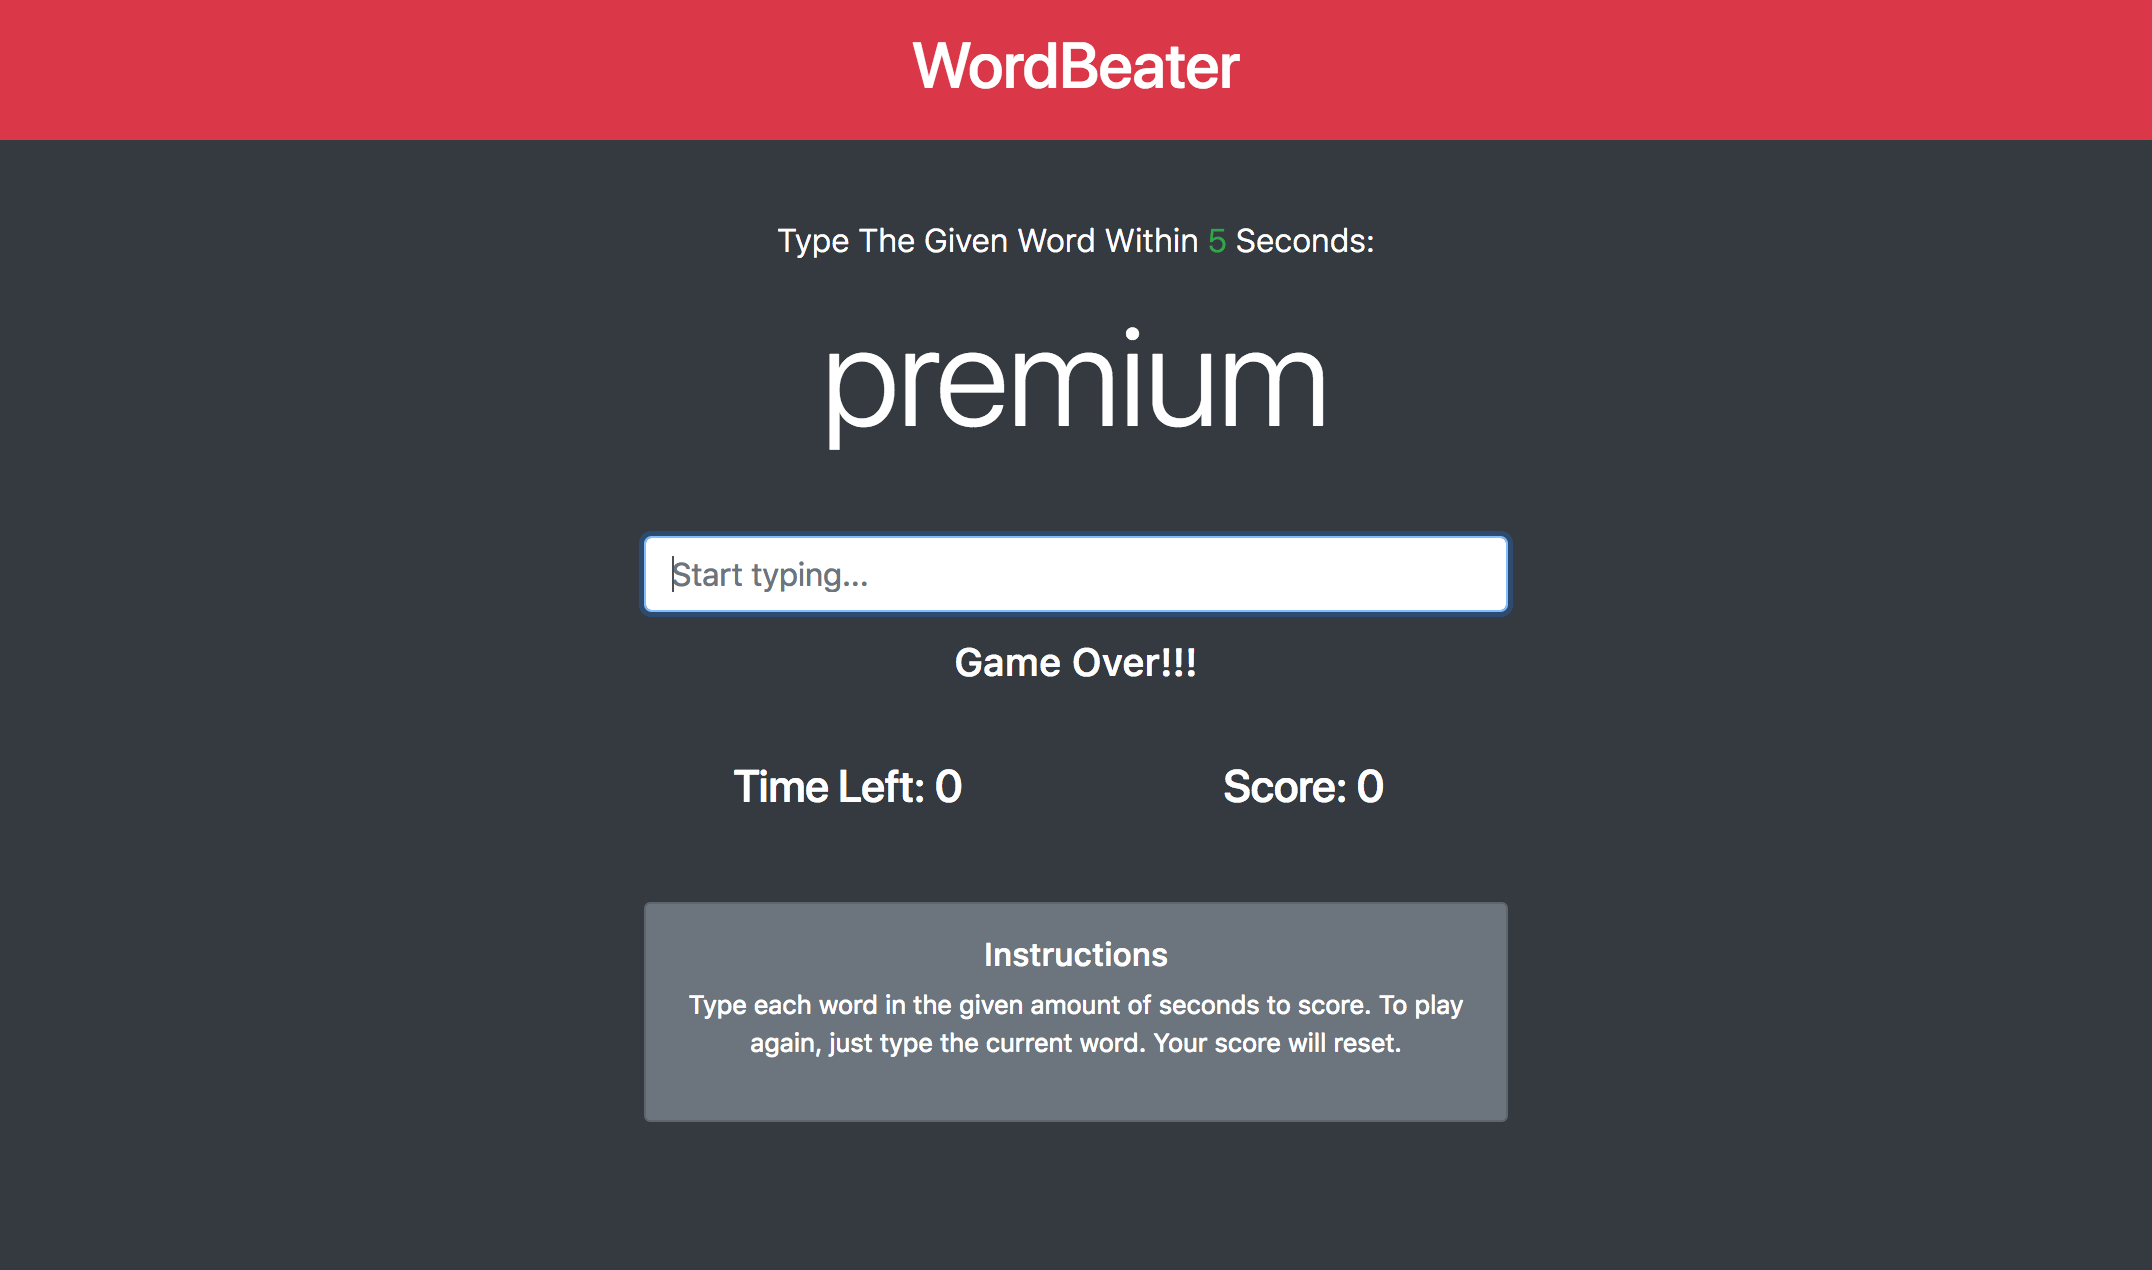 WordBeater
Type The Given Word Within 5 Seconds:
premium
Start typing...
Game Over!!!
Time Left: 0 Score: 0
Instructions
Type each word in the given amount of seconds to score. To play
again, just type the current word. Your score will reset.